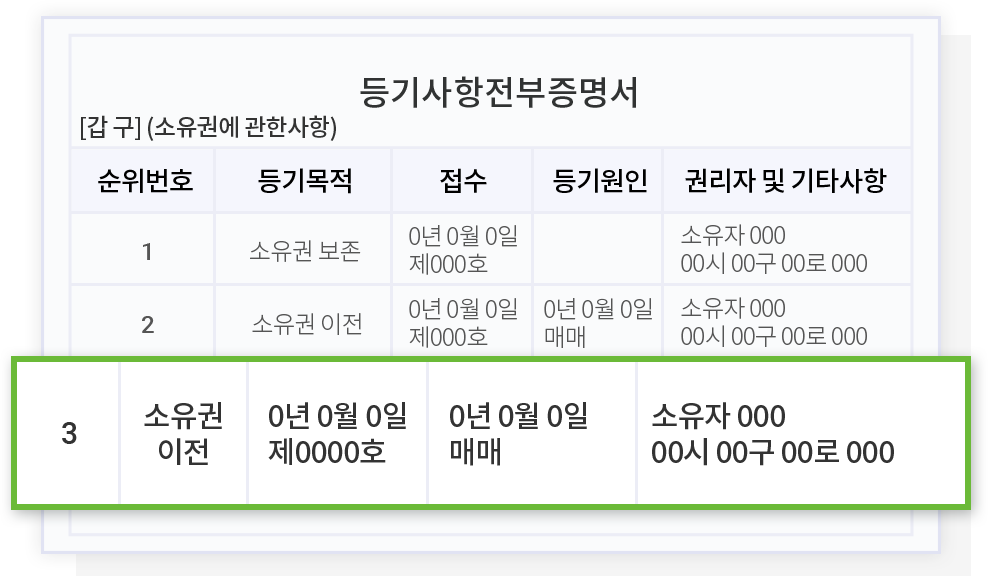 등기사항전부증명서
[갑 구] (소유권에 관한사항)
순위번호 등기목적 접수 등기원인 권리자 및 기타사항
1 소유권 보존 0년 0월 0일 제000호 소유자 000 00시 00구 00로 000
2 소유권 이전 0년 0월 0일 제000호 0년 0월 0일 매매 소유자 000 00시 00구 00로 000
3 소유권 이전 0년 0월 0일 제0000호 0년 0월 0일 매매 소유자 000 00시 00구 00로 000